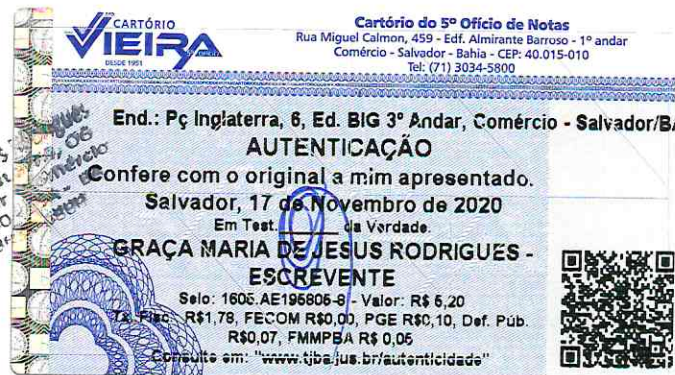 CARTÓRIO
VIEIRA
DESDE 1951
Cartório do 5º Ofício de Notas
Rua Miguel Calmon, 459 - Edf. Almirante Barroso - 1º andar
Comércio - Salvador - Bahia - CEP: 40.015-010
Tel: (71) 3034-5800
End.: Pç Inglaterra, 6, Ed. BIG 3º Andar, Comércio - Salvador/BA
AUTENTICAÇÃO
Confere com o original a mim apresentado.
Salvador, 17 de Novembro de 2020
Em Test. da Verdade.
GRAÇA MARIA DE JESUS RODRIGUES -
ESCREVENTE
Selo: 1605.AE195805-8 - Valor: R$ 5,20
Tx. Fisc. R$1,78, FECOM R$0,00, PGE R$0,10, Def. Púb.
R$0,07, FMMPBA R$ 0,05
Consulte em: "www.tjba.jus.br/autenticidade"